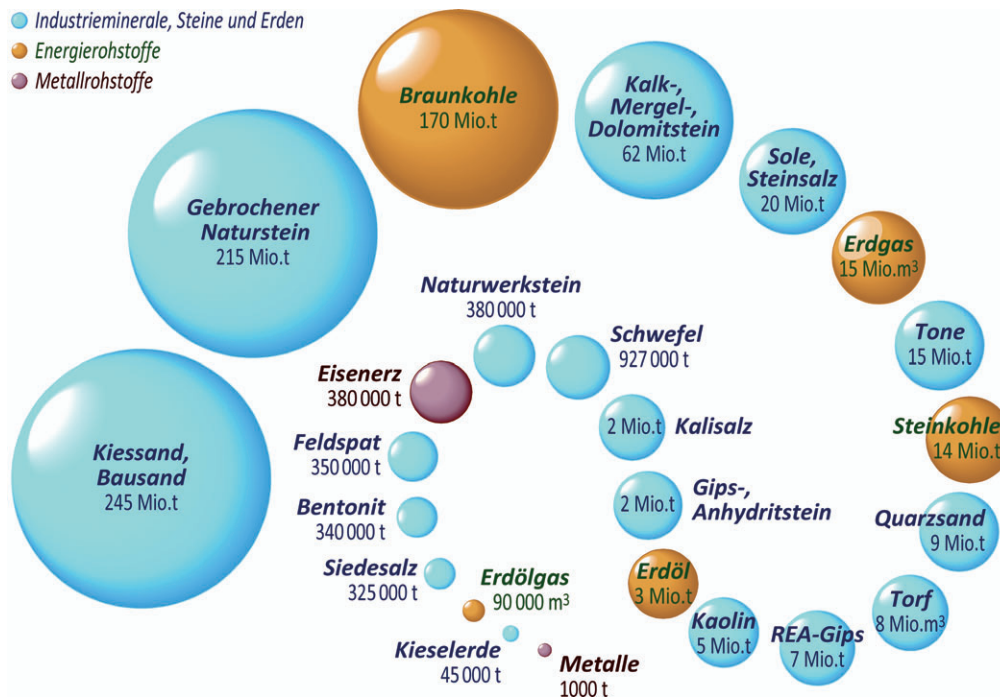 Industrieminerale, Steine und Erden
Energierohstoffe
Metallrohstoffe
Kiessand,
Bausand
245 Mio.t
Gebrochener
Naturstein
215 Mio.t
Braunkohle
170 Mio.t
Kalk-,
Mergel-,
Dolomitstein
62 Mio.t
Sole,
Steinsalz
20 Mio.t
Erdgas
15 Mio.m³
Tone
15 Mio.t
Steinkohle
14 Mio.t
Quarzsand
9 Mio.t
Torf
8 Mio.m³
REA-Gips
7 Mio.t
Kaolin
5 Mio.t
Erdöl
3 Mio.t
Gips-,
Anhydritstein
2 Mio.t
Kalisalz
2 Mio.t
Schwefel
927 000 t
Naturwerkstein
380 000 t
Eisenerz
380 000 t
Feldspat
350 000 t
Bentonit
340 000 t
Siedesalz
325 000 t
Erdölgas
90 000 m³
Kieselerde
45 000 t
Metalle
1000 t